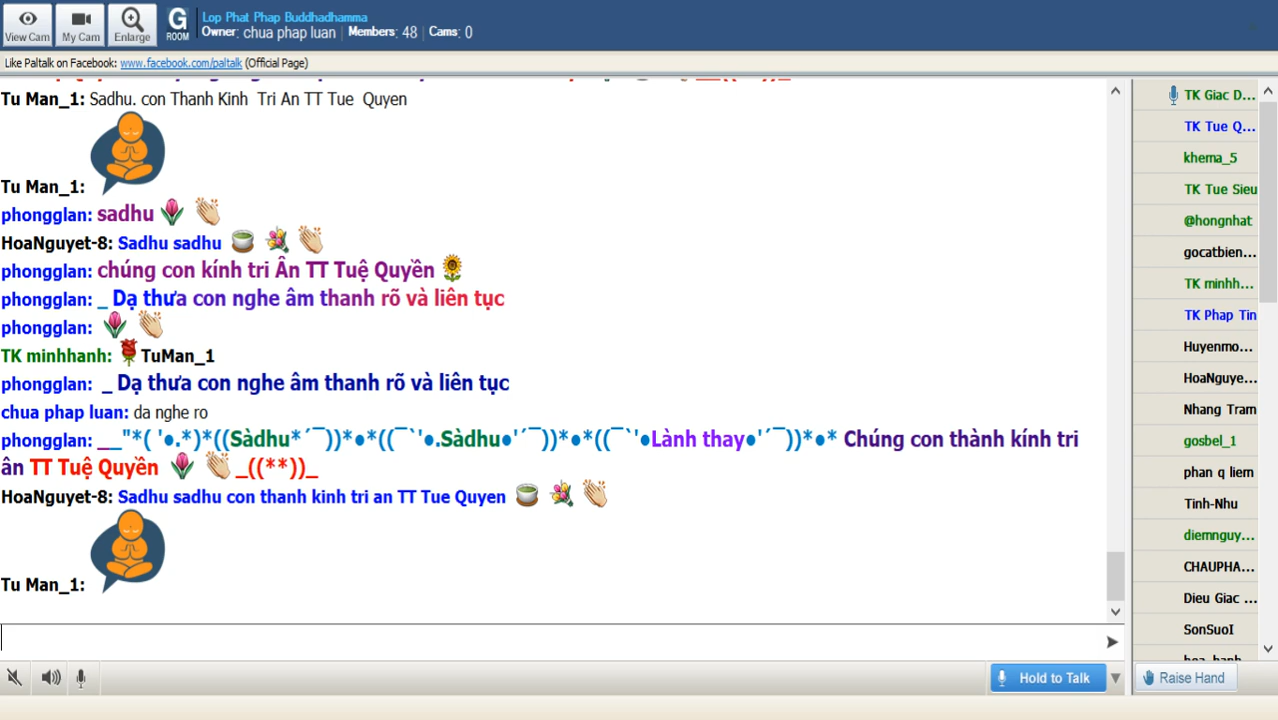 View Cam
My Cam
Enlarge
G
ROOM
Lop Phat Phap Buddhadhamma
Owner: chua phap luan | Members: 48 | Cams: 0
Like Paltalk on Facebook: www.facebook.com/paltalk (Official Page)
Tu Man_1: Sadhu. con Thanh Kinh Tri An TT Tue Quyen
Tu Man_1:
phongglan: sadhu
HoaNguyet-8: Sadhu sadhu
phongglan: chúng con kính tri Ân TT Tuệ Quyền
phongglan: _ Dạ thưa con nghe âm thanh rõ và liên tục
phongglan:
TK minhhanh: TuMan_1
phongglan: _ Dạ thưa con nghe âm thanh rõ và liên tục
chua phap luan: da nghe ro
phongglan: __"*( '●.*)*((Sàdhu*´¯))*●*((¯`'●.Sàdhu●'´¯))*●*((¯`'●Lành thay●'´¯))*●* Chúng con thành kính tri
ân TT Tuệ Quyền _((**))_
HoaNguyet-8: Sadhu sadhu con thanh kinh tri an TT Tue Quyen
Tu Man_1:
Hold to Talk
TK Giac D...
TK Tue Q...
khema_5
TK Tue Sieu
@hongnhat
gocatbien...
TK minhh...
TK Phap Tin
Huyenmo...
HoaNguye...
Nhang Tram
gosbel_1
phan q liem
Tinh-Nhu
diemnguy...
CHAUPHA...
Dieu Giac ...
SonSuoI
Raise Hand